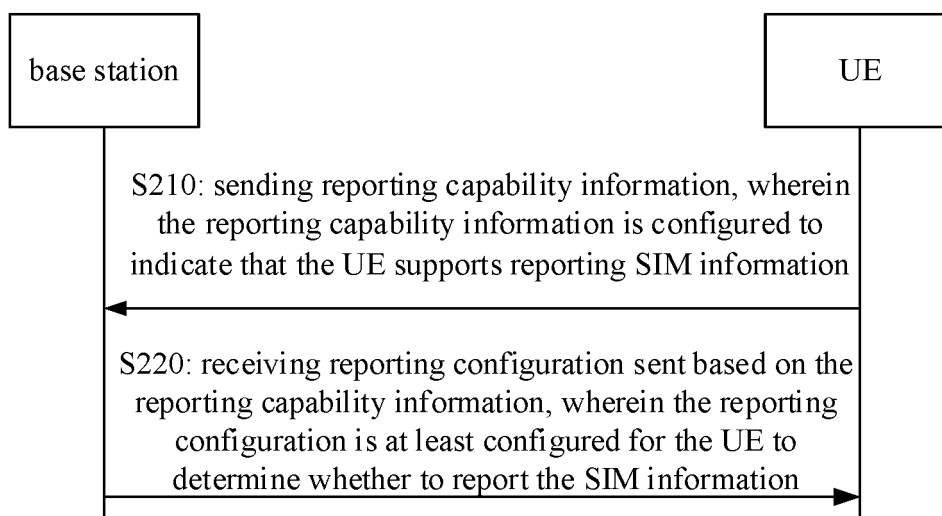 base station
UE
S210: sending reporting capability information, wherein
the reporting capability information is configured to
indicate that the UE supports reporting SIM information
S220: receiving reporting configuration sent based on the
reporting capability information, wherein the reporting
configuration is at least configured for the UE to
determine whether to report the SIM information